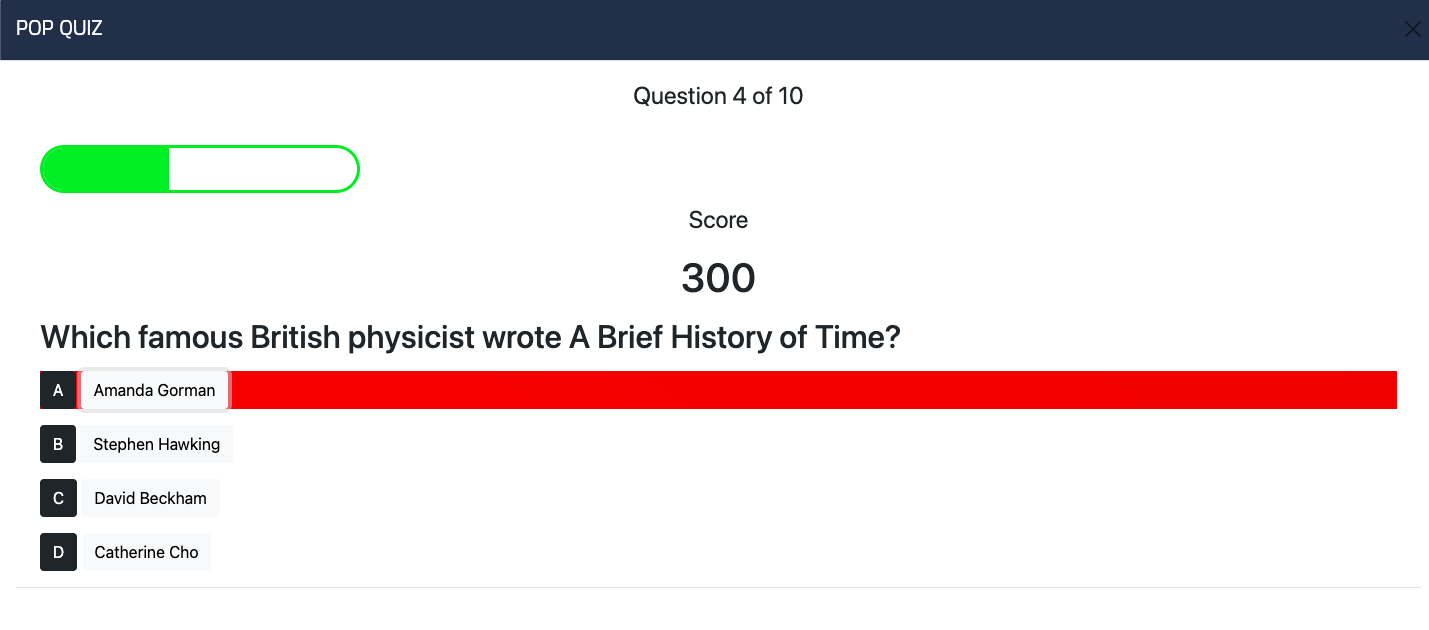 POP QUIZ
Question 4 of 10
Score
300
Which famous British physicist wrote A Brief History of Time?
A Amanda Gorman
B Stephen Hawking
C David Beckham
D Catherine Cho